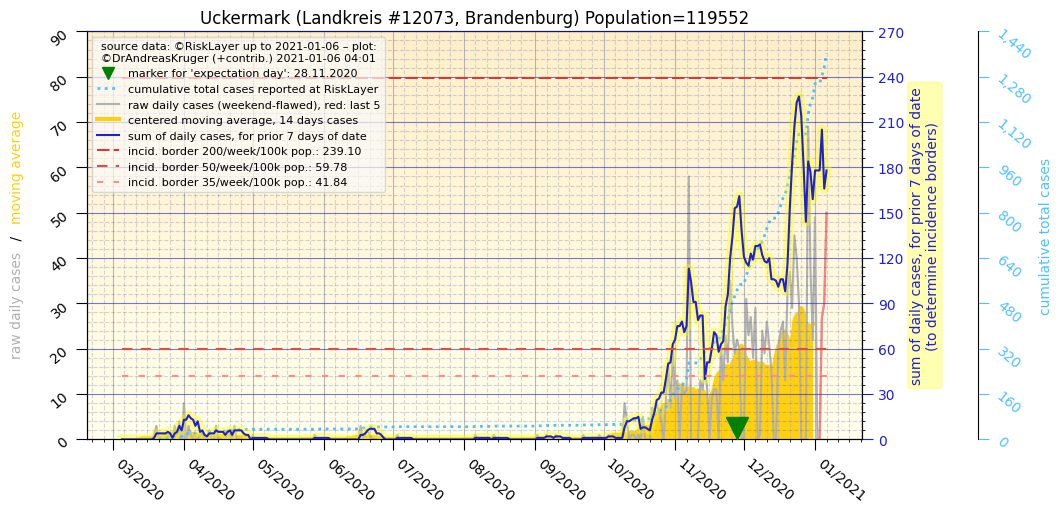 Uckermark (Landkreis #12073, Brandenburg) Population=119552
source data: ©RiskLayer up to 2021-01-06 – plot:
©DrAndreasKruger (+contrib.) 2021-01-06 04:01
marker for 'expectation day': 28.11.2020
cumulative total cases reported at RiskLayer
raw daily cases (weekend-flawed), red: last 5
centered moving average, 14 days cases
sum of daily cases, for prior 7 days of date
incid. border 200/week/100k pop.: 239.10
incid. border 50/week/100k pop.: 59.78
incid. border 35/week/100k pop.: 41.84
raw daily cases / moving average
90
80
70
60
50
40
30
20
10
0
03/2020
04/2020
05/2020
06/2020
07/2020
08/2020
09/2020
10/2020
11/2020
12/2020
01/2021
270
240
210
180
150
120
90
60
30
0
sum of daily cases, for prior 7 days of date
(to determine incidence borders)
1,440
1,280
1,120
960
800
640
480
320
160
0
cumulative total cases